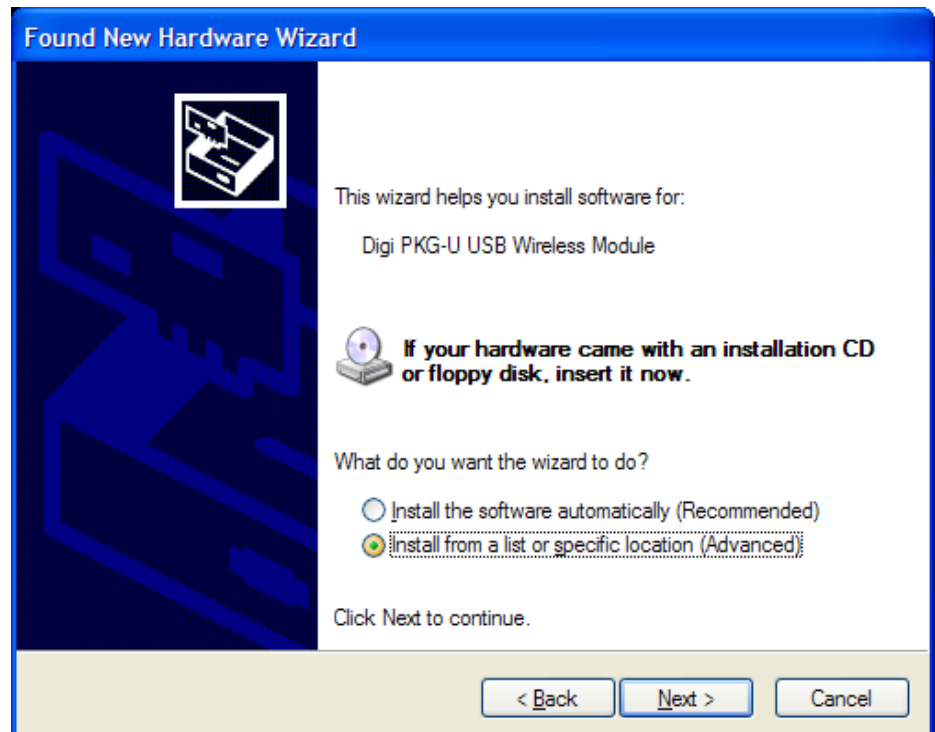 Found New Hardware Wizard
This wizard helps you install software for:
Digi PKG-U USB Wireless Module
If your hardware came with an installation CD
or floppy disk, insert it now.
What do you want the wizard to do?
Install the software automatically (Recommended)
Install from a list or specific location (Advanced)
Click Next to continue.
< Back
Next >
Cancel